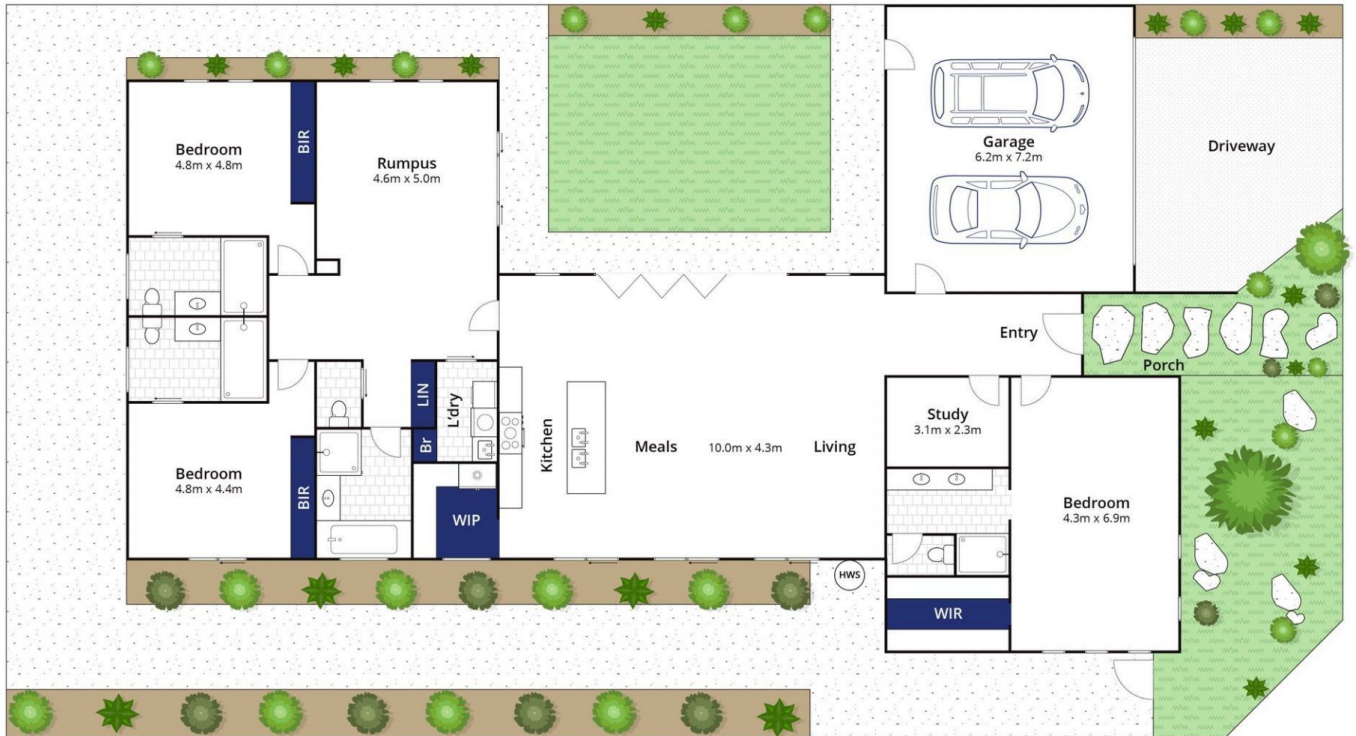 Bedroom
4.8m x 4.8m
BIR
Rumpus
4.6m x 5.0m
Garage
6.2m x 7.2m
Driveway
Entry
Porch
LIN
L'dry
Br
Kitchen
Meals
10.0m x 4.3m
Living
Study
3.1m x 2.3m
Bedroom
4.8m x 4.4m
BIR
WIP
Bedroom
4.3m x 6.9m
HWS
WIR